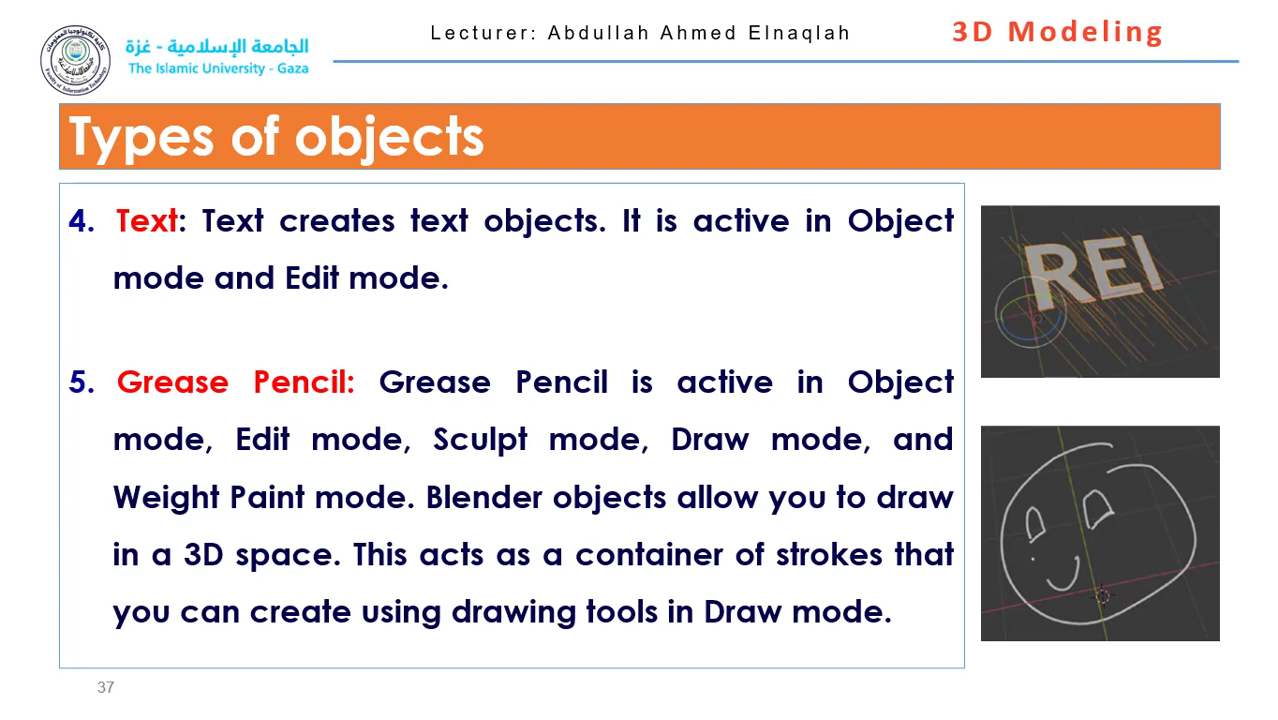 الجامعة الإسلامية - غزة
The Islamic University - Gaza
Lecturer: Abdullah Ahmed Elnaqlah
3D Modeling
Types of objects
4. Text: Text creates text objects. It is active in Object
mode and Edit mode.
5. Grease Pencil: Grease Pencil is active in Object
mode, Edit mode, Sculpt mode, Draw mode, and
Weight Paint mode. Blender objects allow you to draw
in a 3D space. This acts as a container of strokes that
you can create using drawing tools in Draw mode.
REI
37